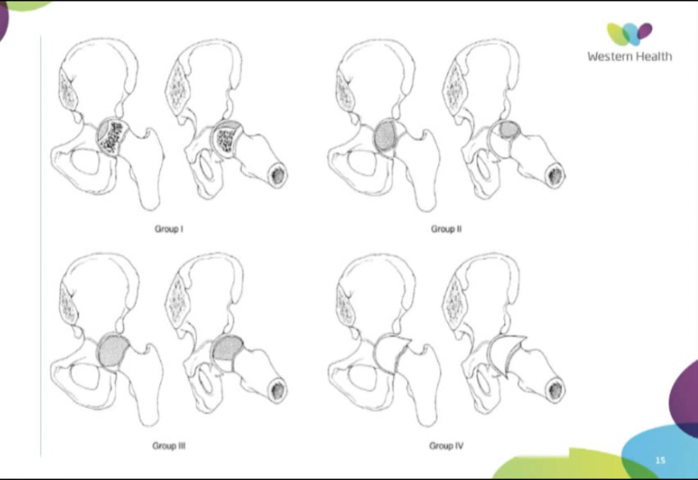 Western Health
Group I
Group II
Group III
Group IV
15